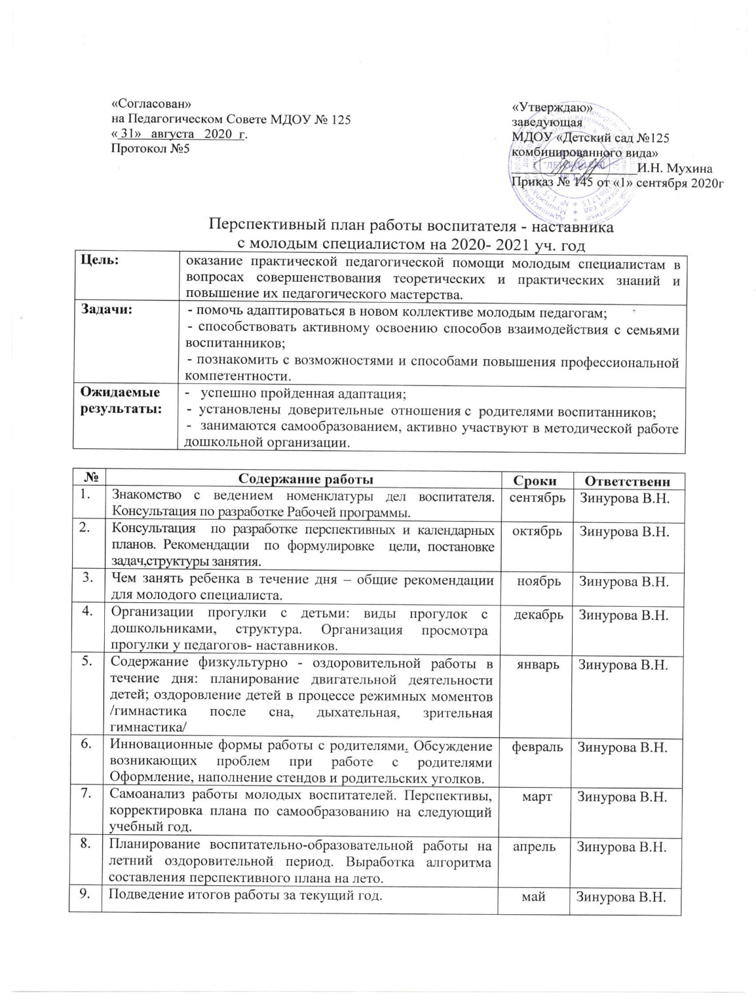 «Согласован»
на Педагогическом Совете МДОУ № 125
« 31» августа 2020 г.
Протокол №5
«Утверждаю»
заведующая
МДОУ «Детский сад №125
комбинированного вида»
И.Н. Мухина
Приказ № 145 от «1» сентября 2020г
Перспективный план работы воспитателя - наставника
с молодым специалистом на 2020- 2021 уч. год
Цель:
оказание практической педагогической помощи молодым специалистам в
вопросах совершенствования теоретических и практических знаний и
повышение их педагогического мастерства.
Задачи:
- помочь адаптироваться в новом коллективе молодым педагогам;
- способствовать активному освоению способов взаимодействия с семьями
воспитанников;
- познакомить с возможностями и способами повышения профессиональной
компетентности.
Ожидаемые
результаты:
- успешно пройденная адаптация;
- установлены доверительные отношения с родителями воспитанников;
- занимаются самообразованием, активно участвуют в методической работе
дошкольной организации.
№ Содержание работы Сроки Ответственн
1. Знакомство с ведением номенклатуры дел воспитателя. сентябрь Зинурова В.Н.
Консультация по разработке Рабочей программы.
2. Консультация по разработке перспективных и календарных октябрь Зинурова В.Н.
планов. Рекомендации по формулировке цели, постановке
задач,структуры занятия.
3. Чем занять ребенка в течение дня – общие рекомендации ноябрь Зинурова В.Н.
для молодого специалиста.
4. Организации прогулки с детьми: виды прогулок с декабрь Зинурова В.Н.
дошкольниками, структура. Организация просмотра
прогулки у педагогов- наставников.
5. Содержание физкультурно - оздоровительной работы в январь Зинурова В.Н.
течение дня: планирование двигательной деятельности
детей; оздоровление детей в процессе режимных моментов
/гимнастика после сна, дыхательная, зрительная
гимнастика/
6. Инновационные формы работы с родителями. Обсуждение февраль Зинурова В.Н.
возникающих проблем при работе с родителями
Оформление, наполнение стендов и родительских уголков.
7. Самоанализ работы молодых воспитателей. Перспективы, март Зинурова В.Н.
корректировка плана по самообразованию на следующий
учебный год.
8. Планирование воспитательно-образовательной работы на апрель Зинурова В.Н.
летний оздоровительной период. Выработка алгоритма
составления перспективного плана на лето.
9. Подведение итогов работы за текущий год. май Зинурова В.Н.